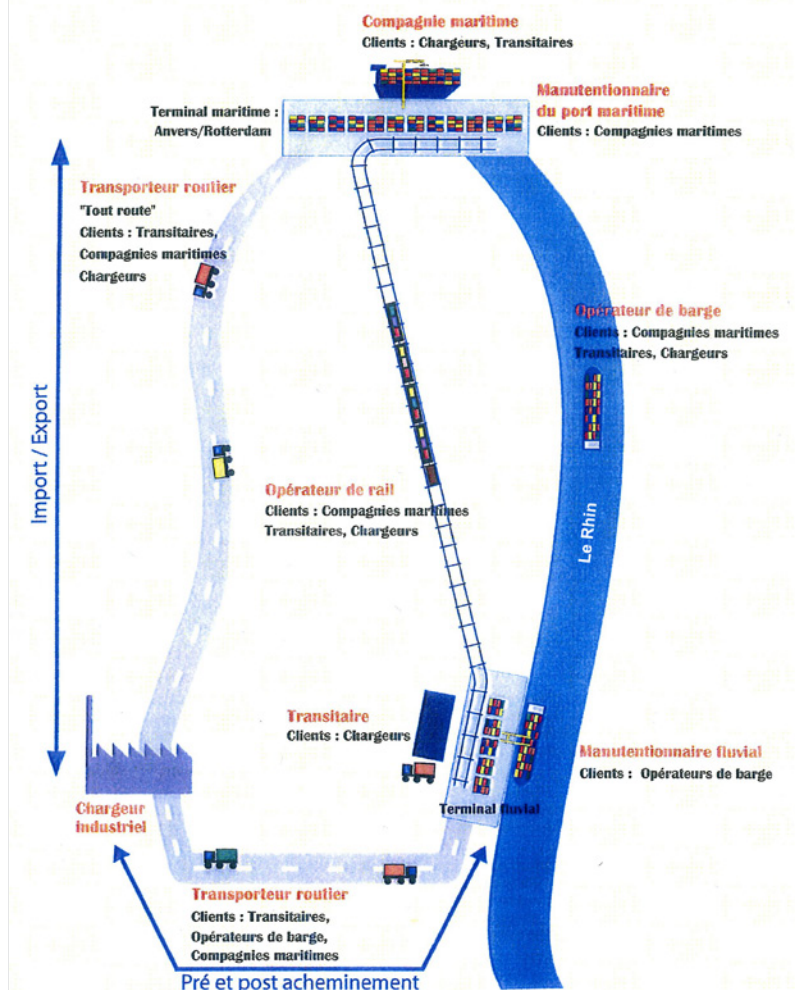 Compagnie maritime
Clients : Chargeurs, Transitaires
Terminal maritime :
Anvers/Rotterdam
Manutentionnaire
du port maritime
Clients : Compagnies maritimes
Transporteur routier
"Tout route"
Clients : Transitaires,
Compagnies maritimes
Chargeurs
Opérateur de barge
Clients : Compagnies maritimes
Transitaires, Chargeurs
Import / Export
Opérateur de rail
Clients : Compagnies maritimes
Transitaires, Chargeurs
Le Rhin
Transitaire
Clients : Chargeurs
Manutentionnaire fluvial
Clients : Opérateurs de barge
Chargeur
industriel
Terminal fluvial
Transporteur routier
Clients : Transitaires,
Opérateurs de barge,
Compagnies maritimes
Pré et post acheminement